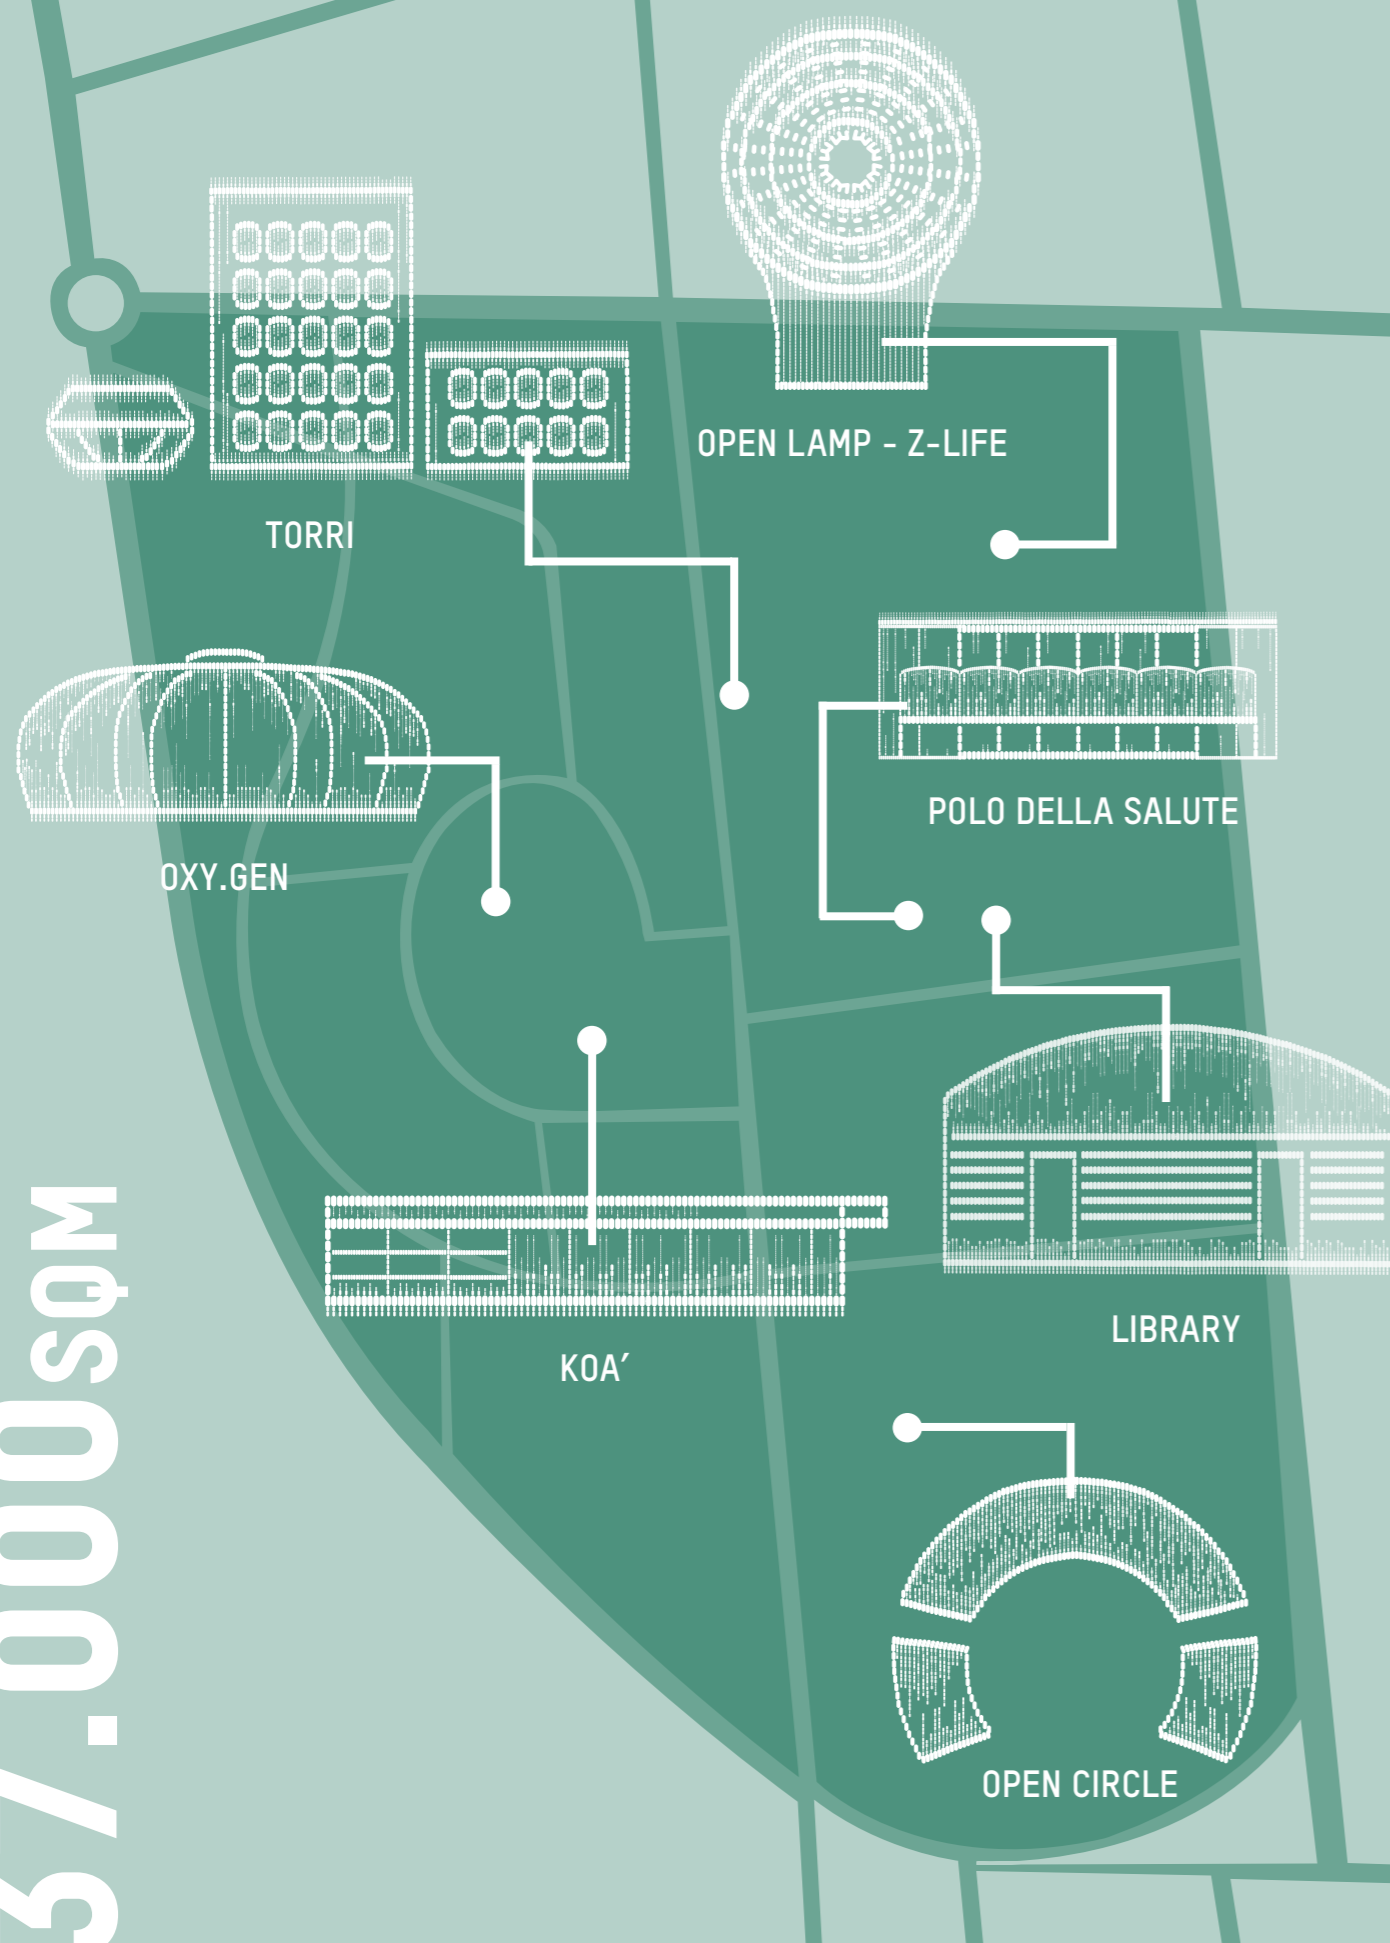 OPEN LAMP - Z-LIFE
TORRI
POLO DELLA SALUTE
OXY.GEN
LIBRARY
KOA’
OPEN CIRCLE
37.000SQM